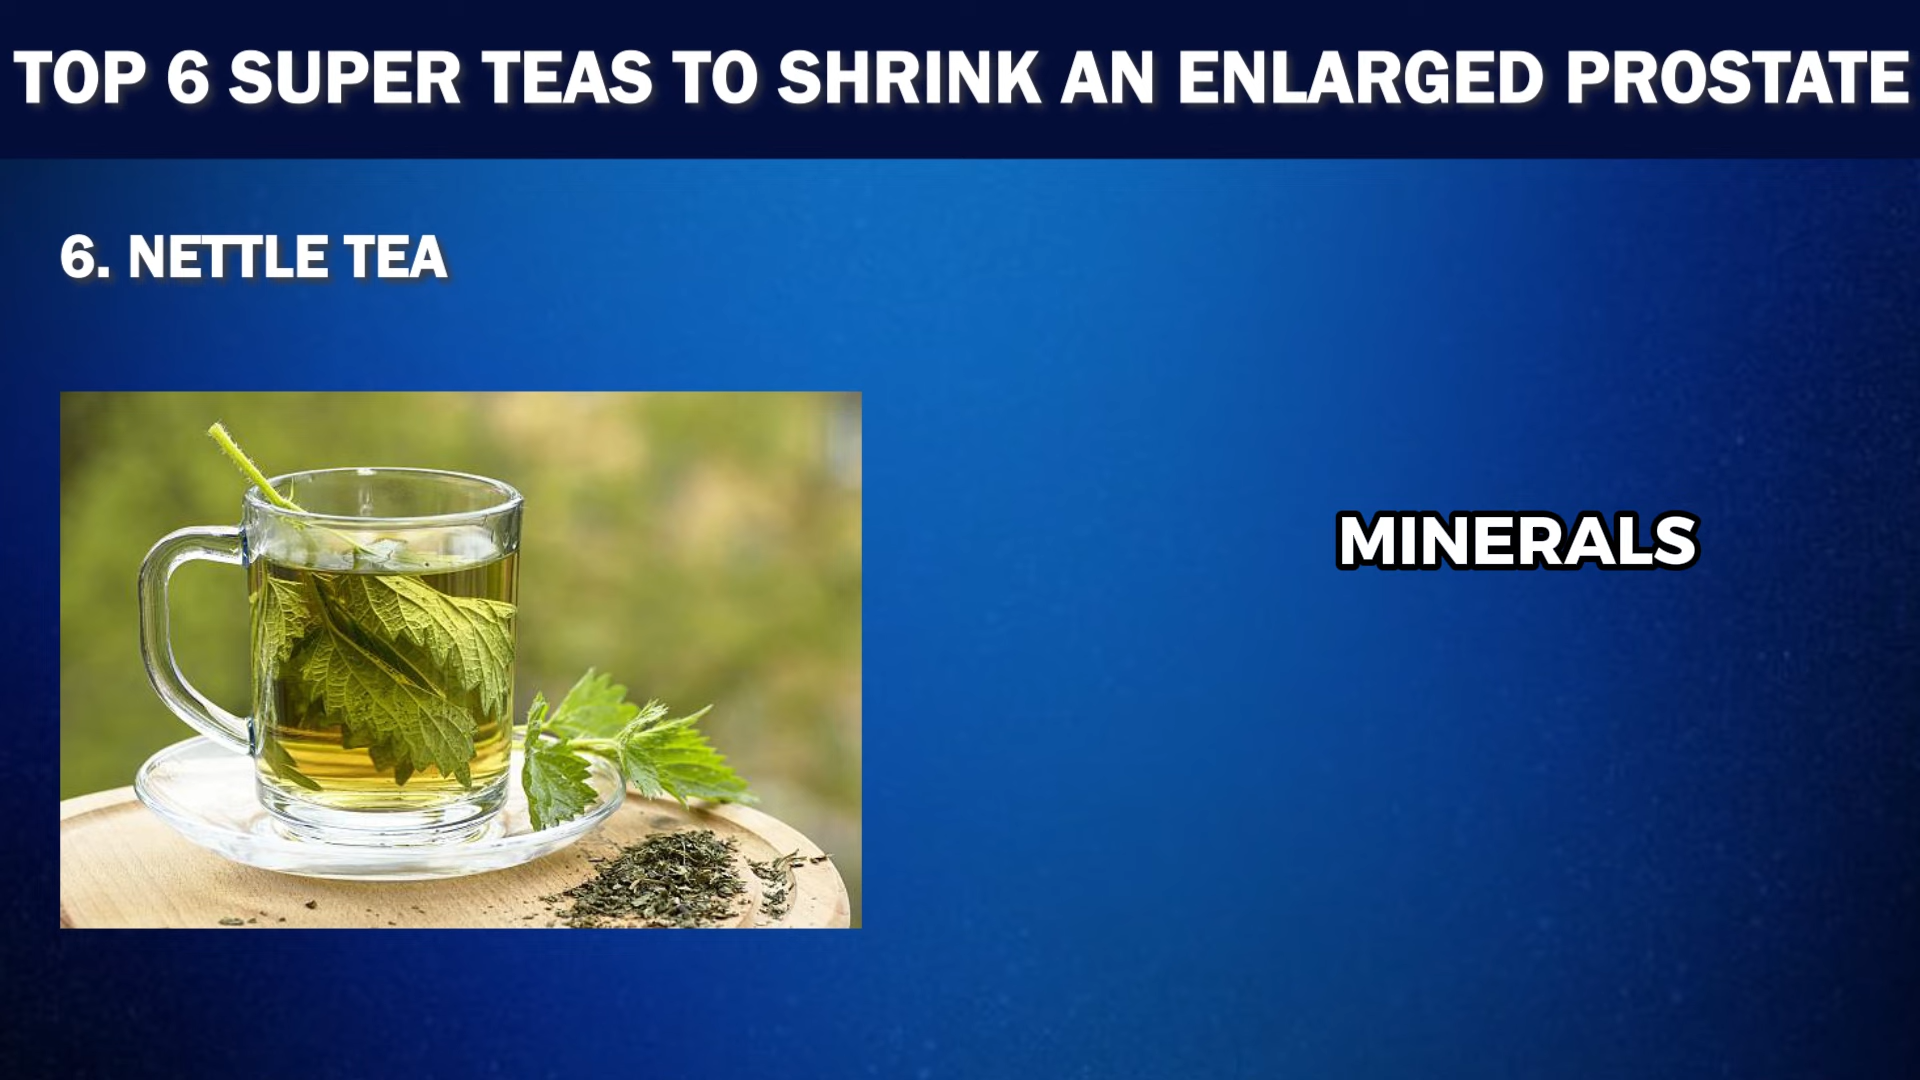 TOP 6 SUPER TEAS TO SHRINK AN ENLARGED PROSTATE
6. NETTLE TEA
MINERALS